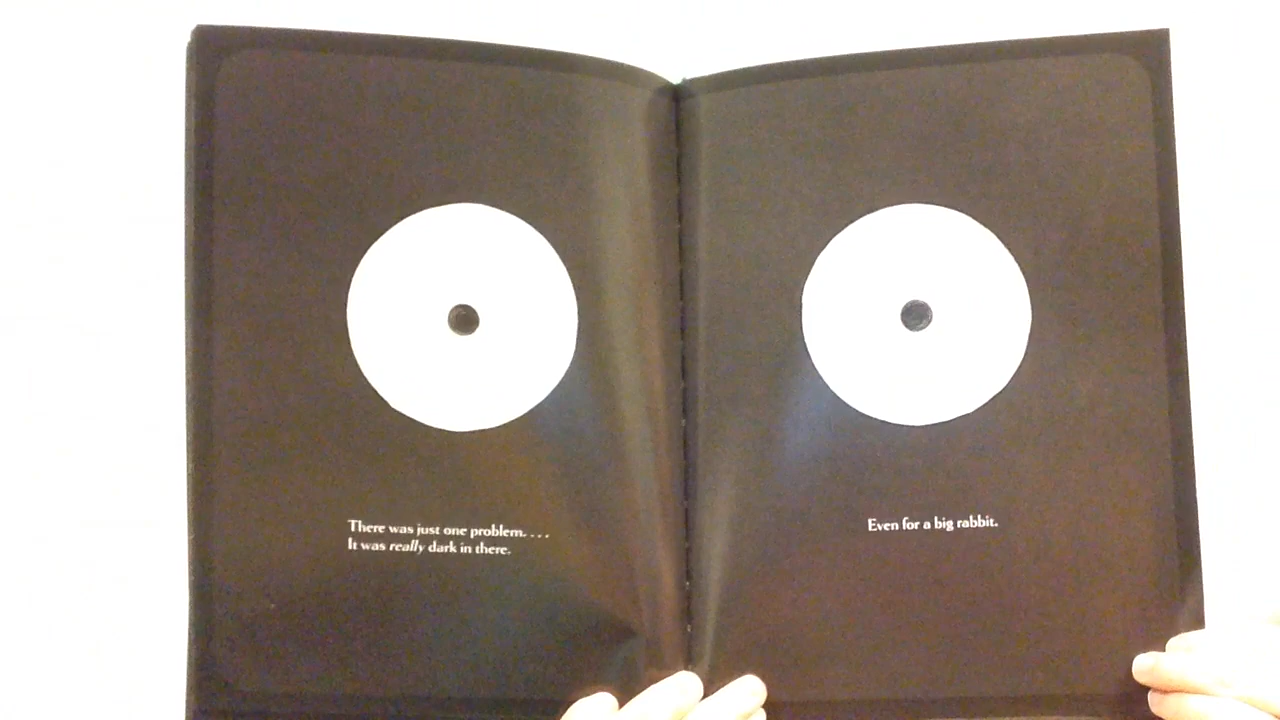 There was just one problem. . . .
It was really dark in there.
Even for a big rabbit.